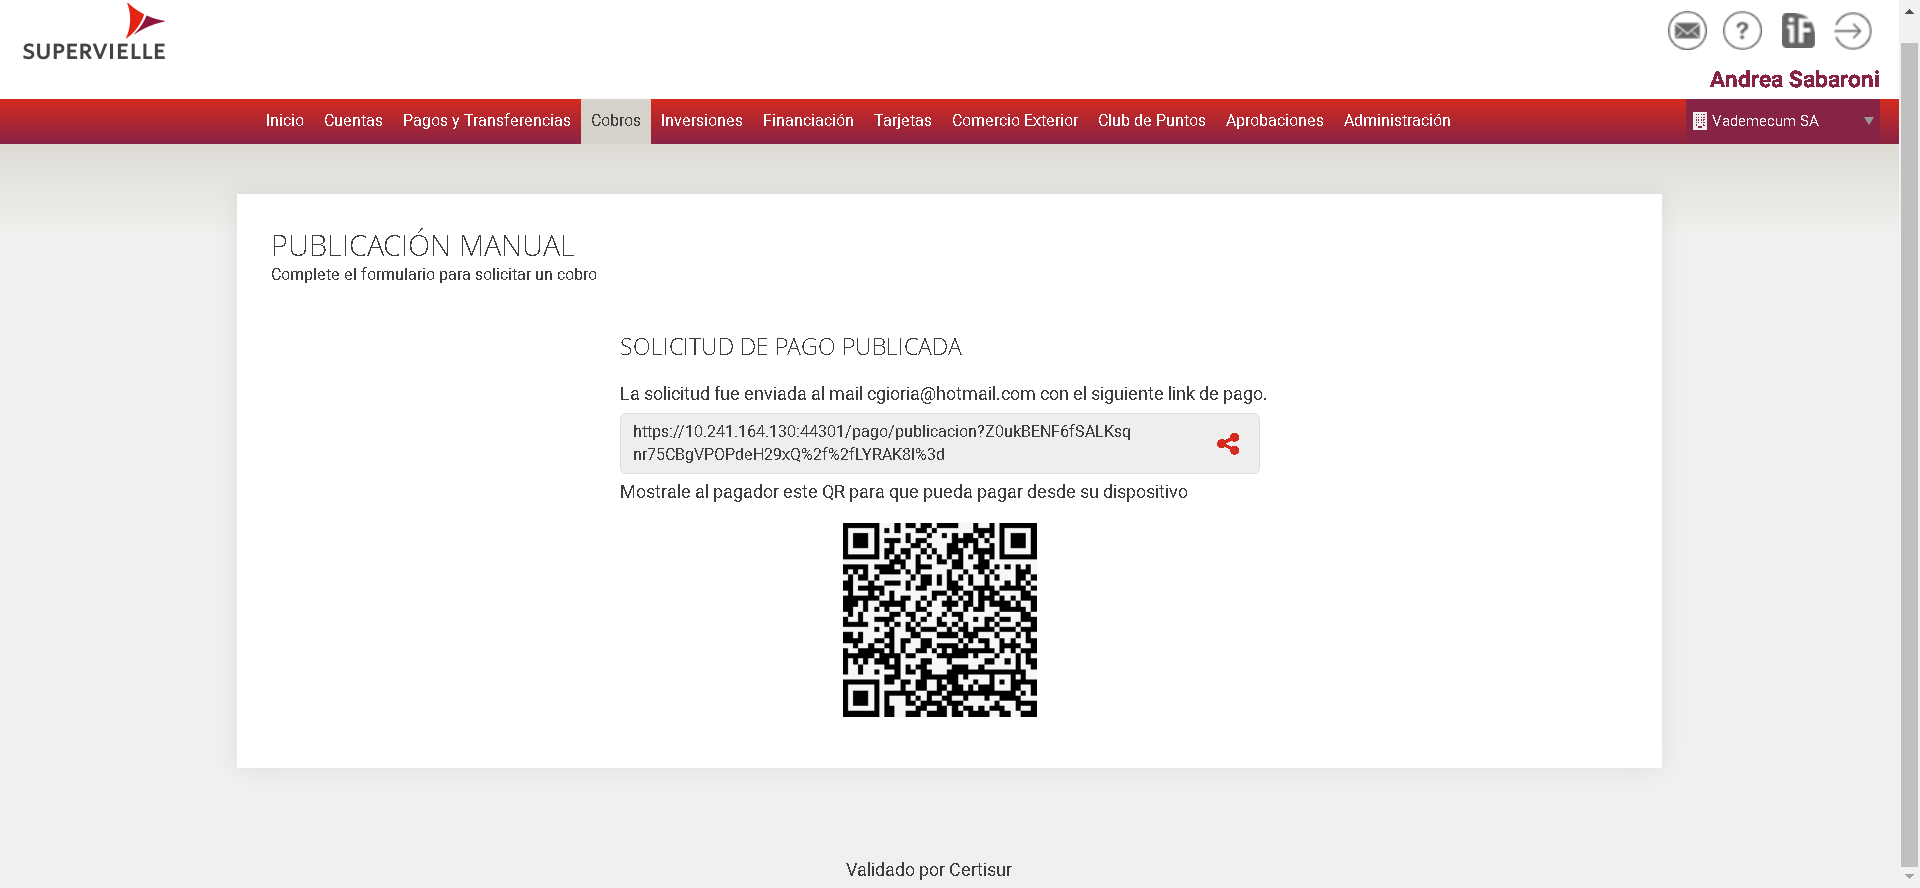 SUPERVIELLE
iF
Andrea Sabaroni
Inicio Cuentas Pagos y Transferencias Cobros Inversiones Financiación Tarjetas Comercio Exterior Club de Puntos Aprobaciones Administración Vademecum SA
PUBLICACIÓN MANUAL
Complete el formulario para solicitar un cobro
SOLICITUD DE PAGO PUBLICADA
La solicitud fue enviada al mail cgioria@hotmail.com con el siguiente link de pago.
https://10.241.164.130:44301/pago/publicacion?Z0ukBENF6fSALKsq
nr75CBgVPOPdeH29xQ%2f%2fLYRAK8I%3d
Mostrale al pagador este QR para que pueda pagar desde su dispositivo
Validado por Certisur